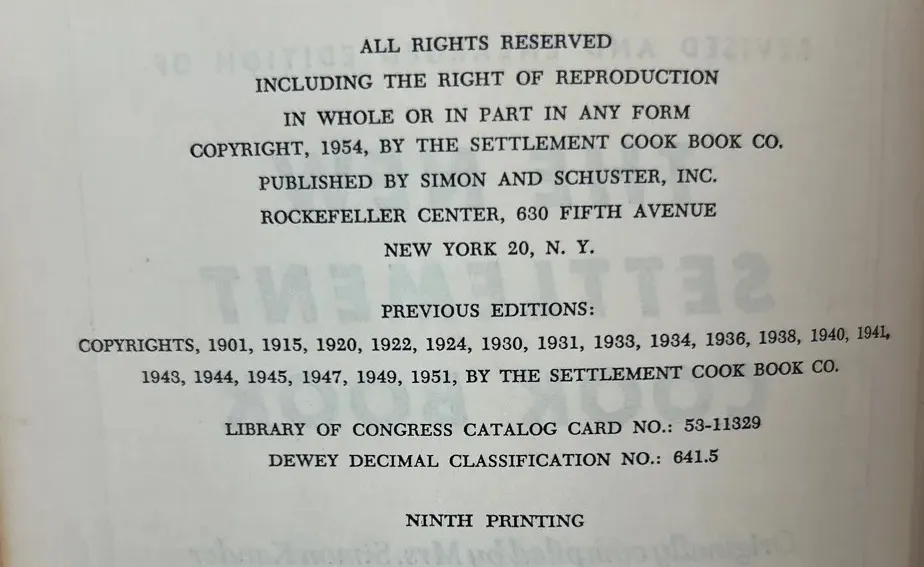 ALL RIGHTS RESERVED
INCLUDING THE RIGHT OF REPRODUCTION
IN WHOLE OR IN PART IN ANY FORM
COPYRIGHT, 1954, BY THE SETTLEMENT COOK BOOK CO.
PUBLISHED BY SIMON AND SCHUSTER, INC.
ROCKEFELLER CENTER, 630 FIFTH AVENUE
NEW YORK 20, N. Y.
PREVIOUS EDITIONS:
COPYRIGHTS, 1901, 1915, 1920, 1922, 1924, 1930, 1931, 1933, 1934, 1936, 1938, 1940, 1941,
1943, 1944, 1945, 1947, 1949, 1951, BY THE SETTLEMENT COOK BOOK CO.
LIBRARY OF CONGRESS CATALOG CARD NO.: 53-11329
DEWEY DECIMAL CLASSIFICATION NO.: 641.5
NINTH PRINTING